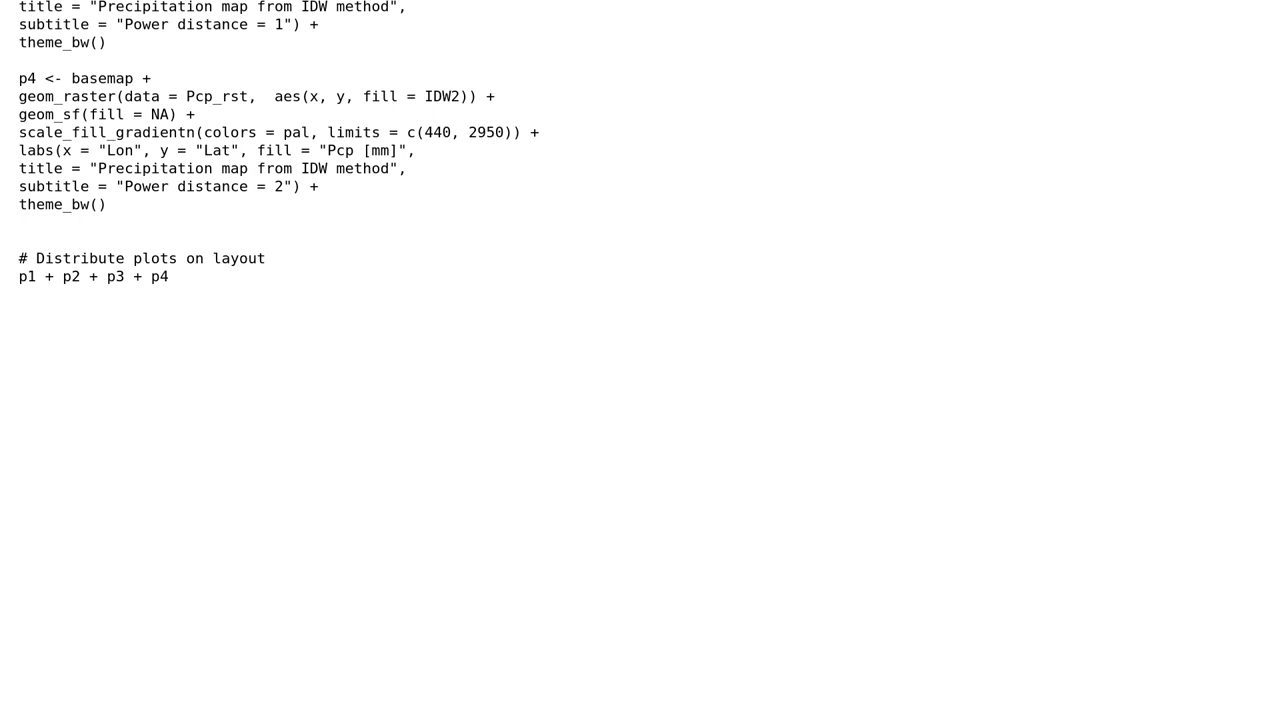 title = "Precipitation map from IDW method",
subtitle = "Power distance = 1") +
theme_bw()

p4 <- basemap +
geom_raster(data = Pcp_rst,  aes(x, y, fill = IDW2)) +
geom_sf(fill = NA) +
scale_fill_gradientn(colors = pal, limits = c(440, 2950)) +
labs(x = "Lon", y = "Lat", fill = "Pcp [mm]",
title = "Precipitation map from IDW method",
subtitle = "Power distance = 2") +
theme_bw()

# Distribute plots on layout
p1 + p2 + p3 + p4